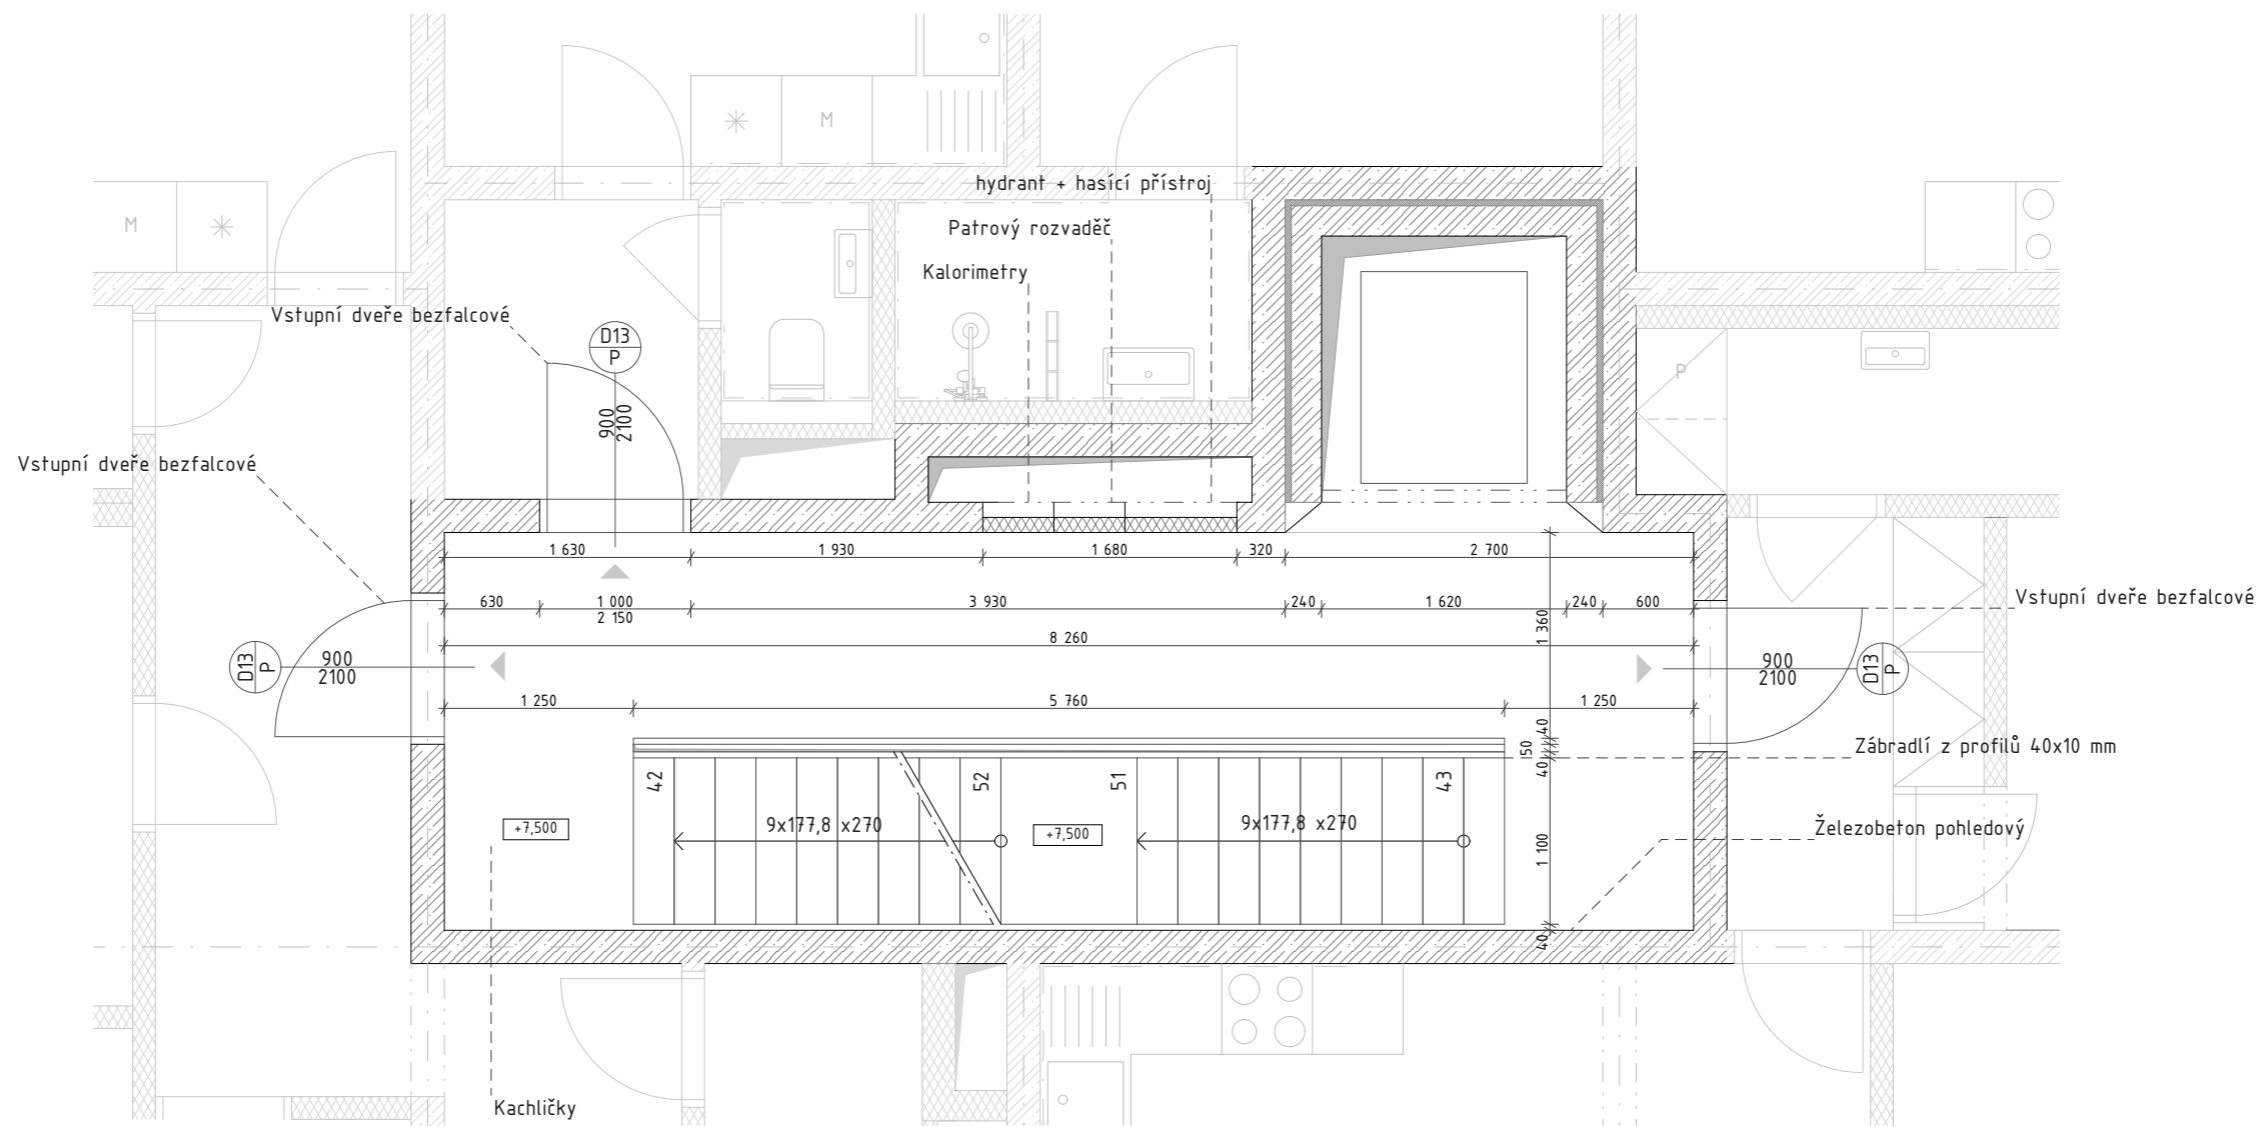 M
hydrant + hasící přístroj
Patrový rozvaděč
M
Kalorimetry
Vstupní dveře bezfalcové
D13
P
P
900
2100
Vstupní dveře bezfalcové
1 630
1 930
1 680
320
2 700
630
1 000
2 150
3 930
240
1 620
240
600
Vstupní dveře bezfalcové
1 360
8 260
D13
P
900
2100
900
2100
D13
P
1 250
5 760
1 250
40
150
40
Zábradlí z profilů 40x10 mm
42
52
51
43
+7,500
9x177,8 x270
+7,500
9x177,8 x270
Železobeton pohledový
1 100
40
Kachličky